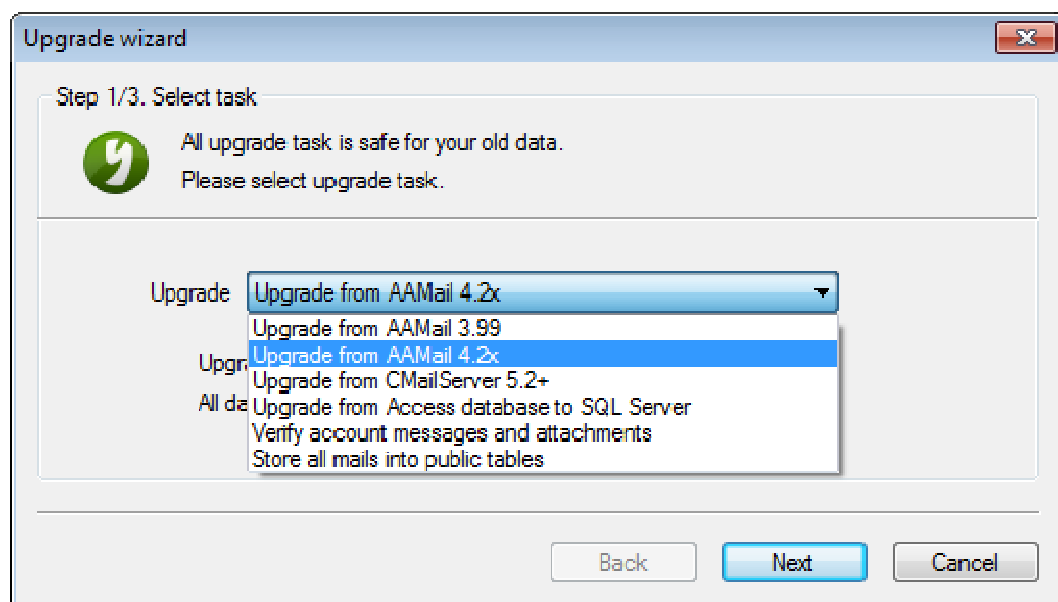 Upgrade wizard
Step 1/3. Select task
All upgrade task is safe for your old data.
Please select upgrade task.
Upgrade Upgrade from AAMail 4.2x
Upgrade from AAMail 3.99
Upgrade from AAMail 4.2x
Upgrade from CMailServer 5.2+
Upgrade from Access database to SQL Server
Verify account messages and attachments
Store all mails into public tables
Back Next Cancel